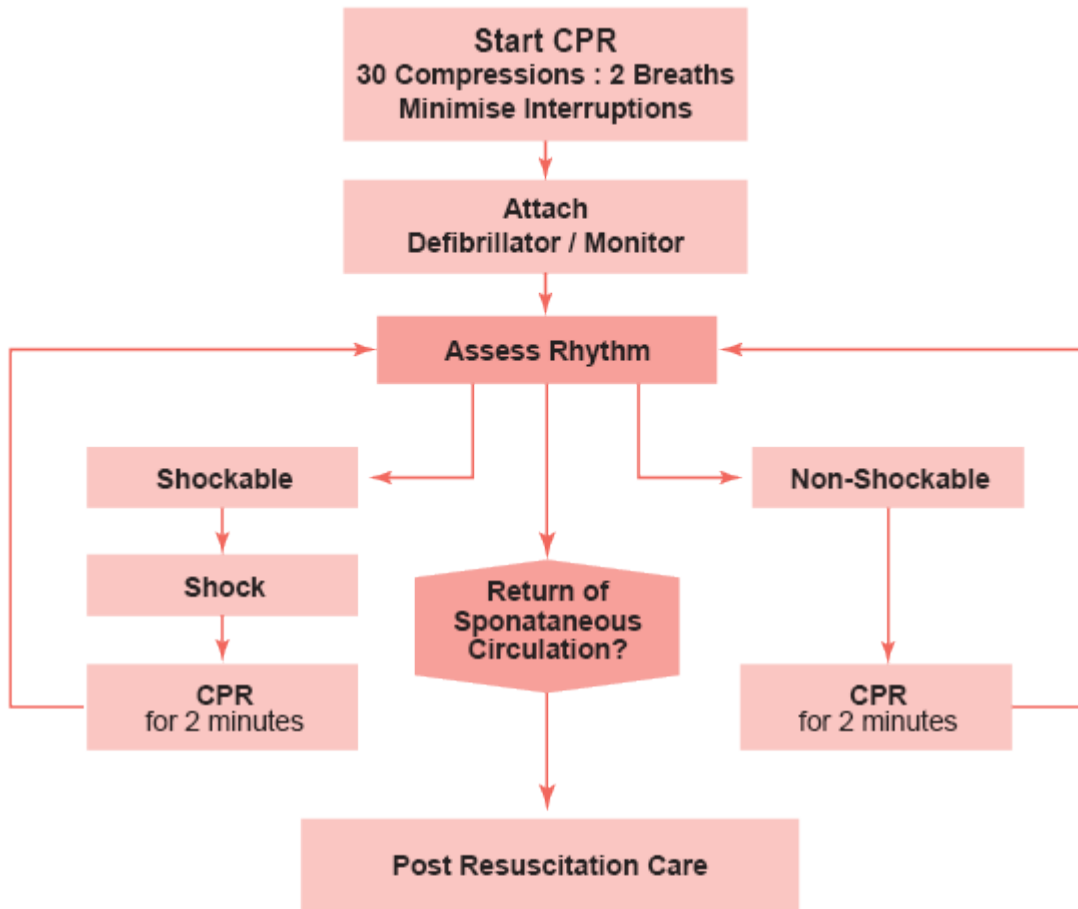 Start CPR
30 Compressions : 2 Breaths
Minimise Interruptions
Attach
Defibrillator / Monitor
Assess Rhythm
Shockable
Non-Shockable
Shock
Return of
Sponataneous
Circulation?
CPR
for 2 minutes
CPR
for 2 minutes
Post Resuscitation Care